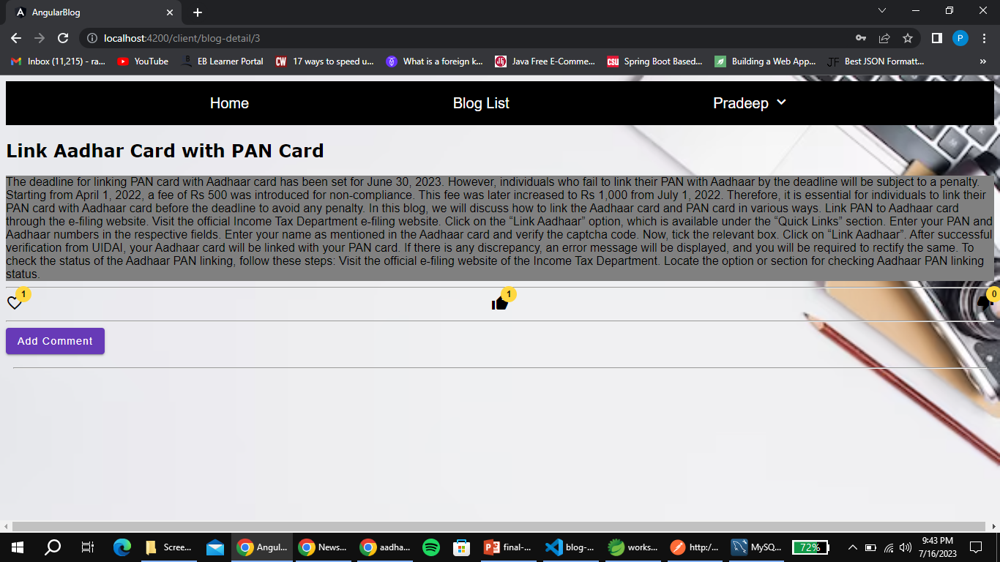 AngularBlog
localhost:4200/client/blog-detail/3
P
Inbox (11,215) - ra...
YouTube
EB Learner Portal
CW 17 ways to speed u...
What is a foreign k...
Java Free E-Comme...
CSU Spring Boot Based...
Building a Web App...
JF Best JSON Formatt...
»
Home Blog List Pradeep
Link Aadhar Card with PAN Card
The deadline for linking PAN card with Aadhaar card has been set for June 30, 2023. However, individuals who fail to link their PAN with Aadhaar by the deadline will be subject to a penalty.
Starting from April 1, 2022, a fee of Rs 500 was introduced for non-compliance. This fee was later increased to Rs 1,000 from July 1, 2022. Therefore, it is essential for individuals to link their
PAN card with Aadhaar card before the deadline to avoid any penalty. In this blog, we will discuss how to link the Aadhaar card and PAN card in various ways. Link PAN to Aadhaar card
through the e-filing website. Visit the official Income Tax Department e-filing website. Click on the “Link Aadhaar” option, which is available under the “Quick Links” section. Enter your PAN and
Aadhaar numbers in the respective fields. Enter your name as mentioned in the Aadhaar card and verify the captcha code. Now, tick the relevant box. Click on “Link Aadhaar”. After successful
verification from UIDAI, your Aadhaar card will be linked with your PAN card. If there is any discrepancy, an error message will be displayed, and you will be required to rectify the same. To
check the status of the Aadhaar PAN linking, follow these steps: Visit the official e-filing website of the Income Tax Department. Locate the option or section for checking Aadhaar PAN linking
status.
1 1 0
Add Comment
Scree...
Angul...
News...
aadha...
final-...
blog-...
works...
http:/...
MySQ...
72%
9:43 PM
7/16/2023